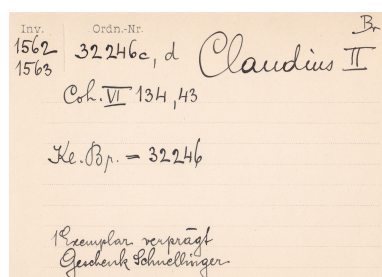 Br
Inv. Ordn.-Nr.
1562 32246c, d Claudius II
1563
Coh. VI 134,43
Ke. Br. = 32246
1 Exemplar verprägt
Geschenk Schnellinger